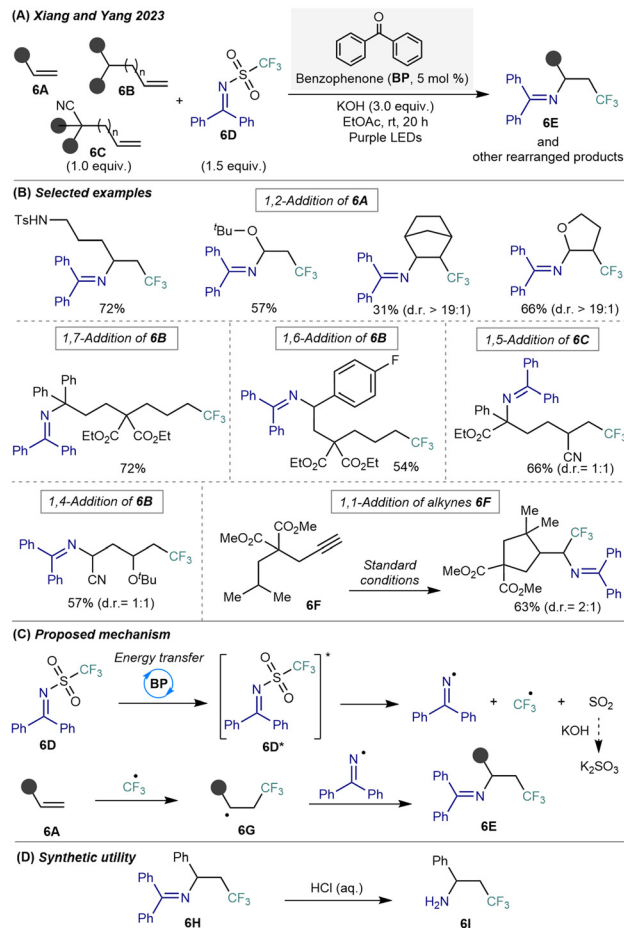 (A) Xiang and Yang 2023
6A
6B
NC
6C
(1.0 equiv.)
+
CF3
O
S
N
O
Ph
Ph
6D
(1.5 equiv.)
O
Benzophenone (BP, 5 mol %)
KOH (3.0 equiv.)
EtOAc, rt, 20 h
Purple LEDs
Ph
N
Ph
CF3
6E
and
other rearranged products
(B) Selected examples
1,2-Addition of 6A
TsHN
Ph
N
CF3
Ph
72%
tBu
O
Ph
N
CF3
Ph
57%
Ph
N
CF3
Ph
31% (d.r. > 19:1)
O
Ph
N
CF3
Ph
66% (d.r. > 19:1)
1,7-Addition of 6B
Ph
Ph
N
CF3
Ph
Ph
EtO2C
CO2Et
72%
1,6-Addition of 6B
F
Ph
N
Ph
CF3
EtO2C
CO2Et
54%
1,5-Addition of 6C
Ph
Ph
N
Ph
EtO2C
CF3
CN
66% (d.r.= 1:1)
1,4-Addition of 6B
Ph
N
CF3
Ph
CN
OtBu
57% (d.r.= 1:1)
1,1-Addition of alkynes 6F
CO2Me
MeO2C
Me
Me
6F
Standard
conditions
Me
Me
CF3
MeO2C
MeO2C
N
Ph
Ph
63% (d.r.= 2:1)
(C) Proposed mechanism
CF3
O
S
N
O
Ph
Ph
6D
Energy transfer
BP
CF3
O
S
N
O
Ph
Ph
*
6D*
N•
Ph
Ph
+
CF3•
+
SO2
KOH
K2SO3
6A
CF3•
CF3
•
6G
N•
Ph
Ph
Ph
N
CF3
Ph
6E
(D) Synthetic utility
Ph
Ph
N
CF3
Ph
6H
HCl (aq.)
Ph
H2N
CF3
6I